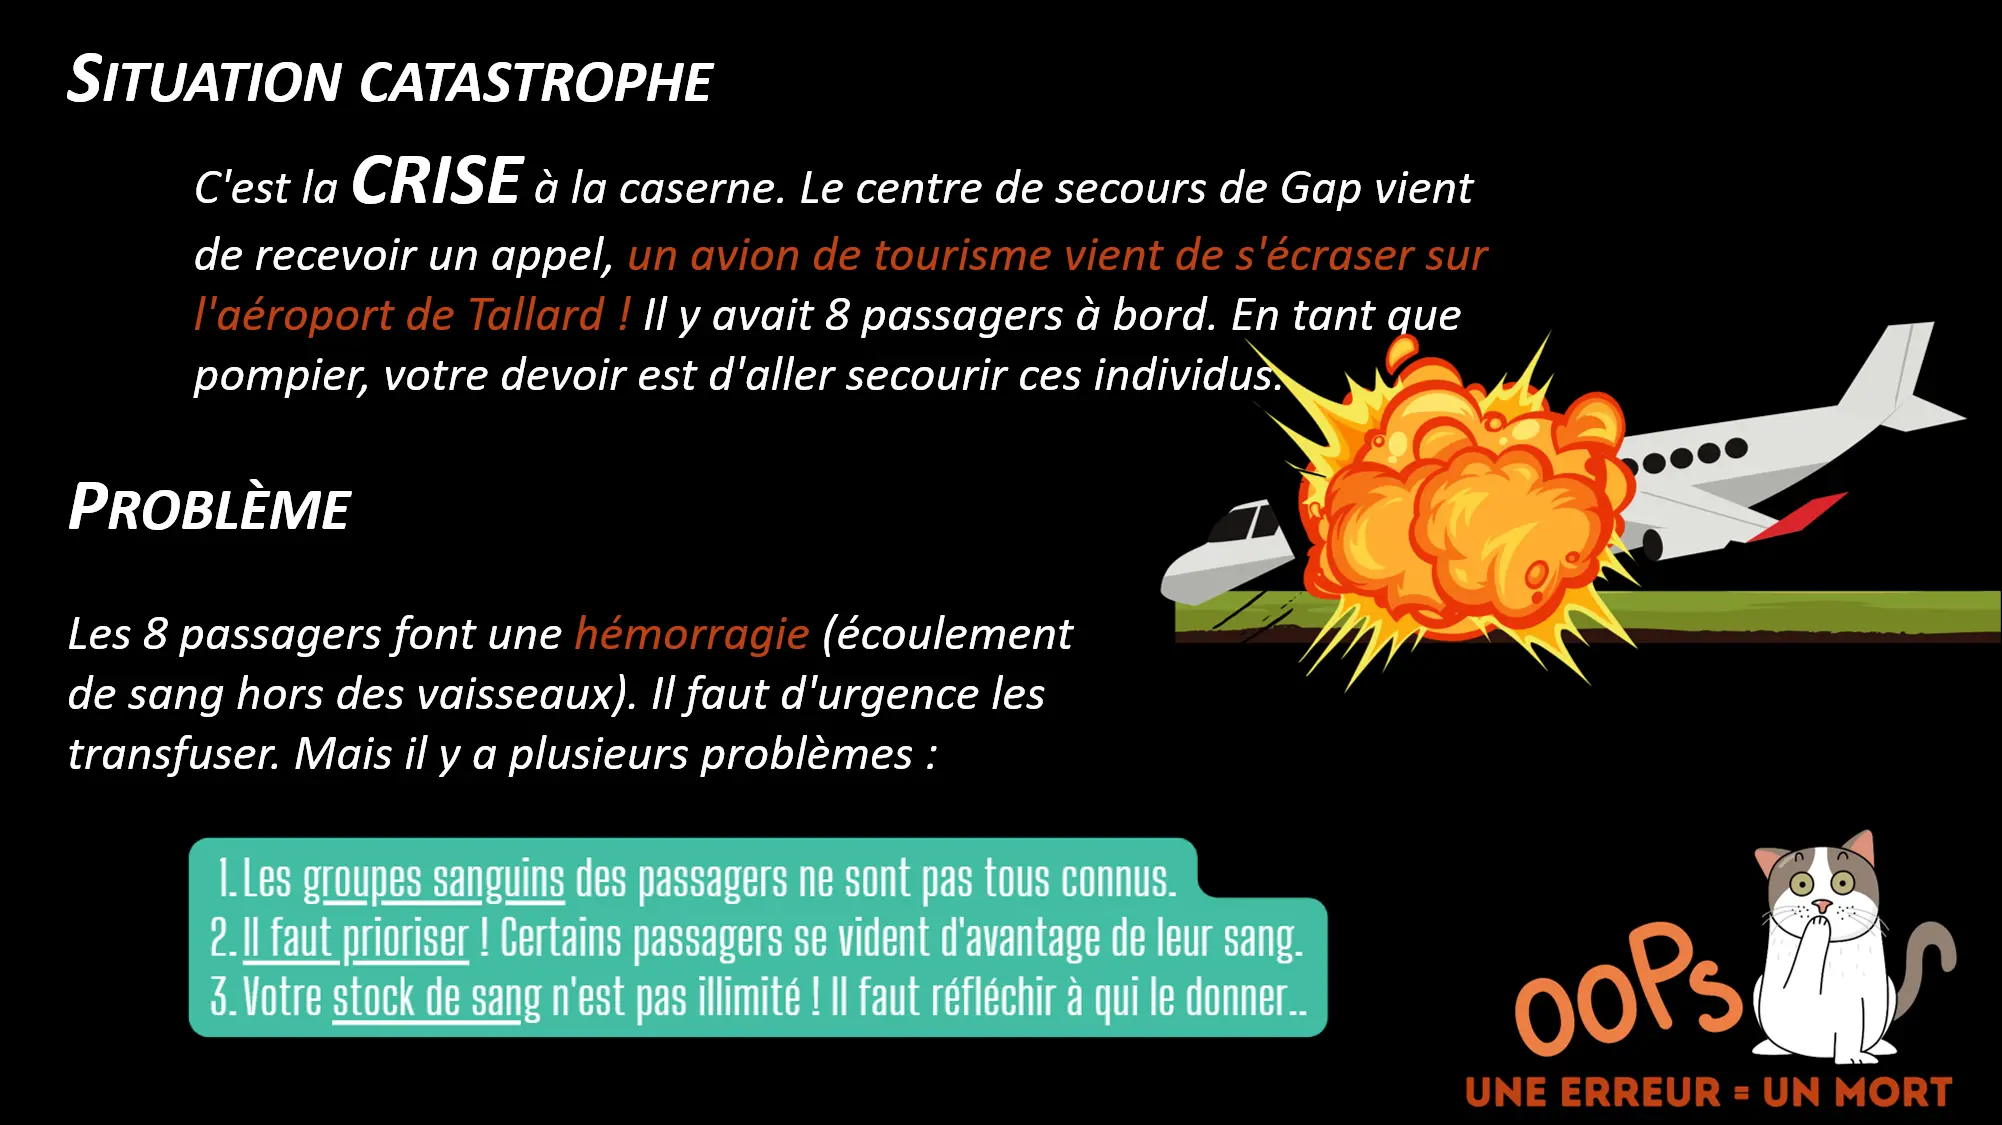 SITUATION CATASTROPHE
C'est la CRISE à la caserne. Le centre de secours de Gap vient
de recevoir un appel, un avion de tourisme vient de s'écraser sur
l'aéroport de Tallard ! Il y avait 8 passagers à bord. En tant que
pompier, votre devoir est d'aller secourir ces individus.
PROBLÈME
Les 8 passagers font une hémorragie (écoulement
de sang hors des vaisseaux). Il faut d'urgence les
transfuser. Mais il y a plusieurs problèmes :
1. Les groupes sanguins des passagers ne sont pas tous connus.
2. Il faut prioriser ! Certains passagers se vident d'avantage de leur sang.
3. Votre stock de sang n'est pas illimité ! Il faut réfléchir à qui le donner..
OOPS
UNE ERREUR = UN MORT